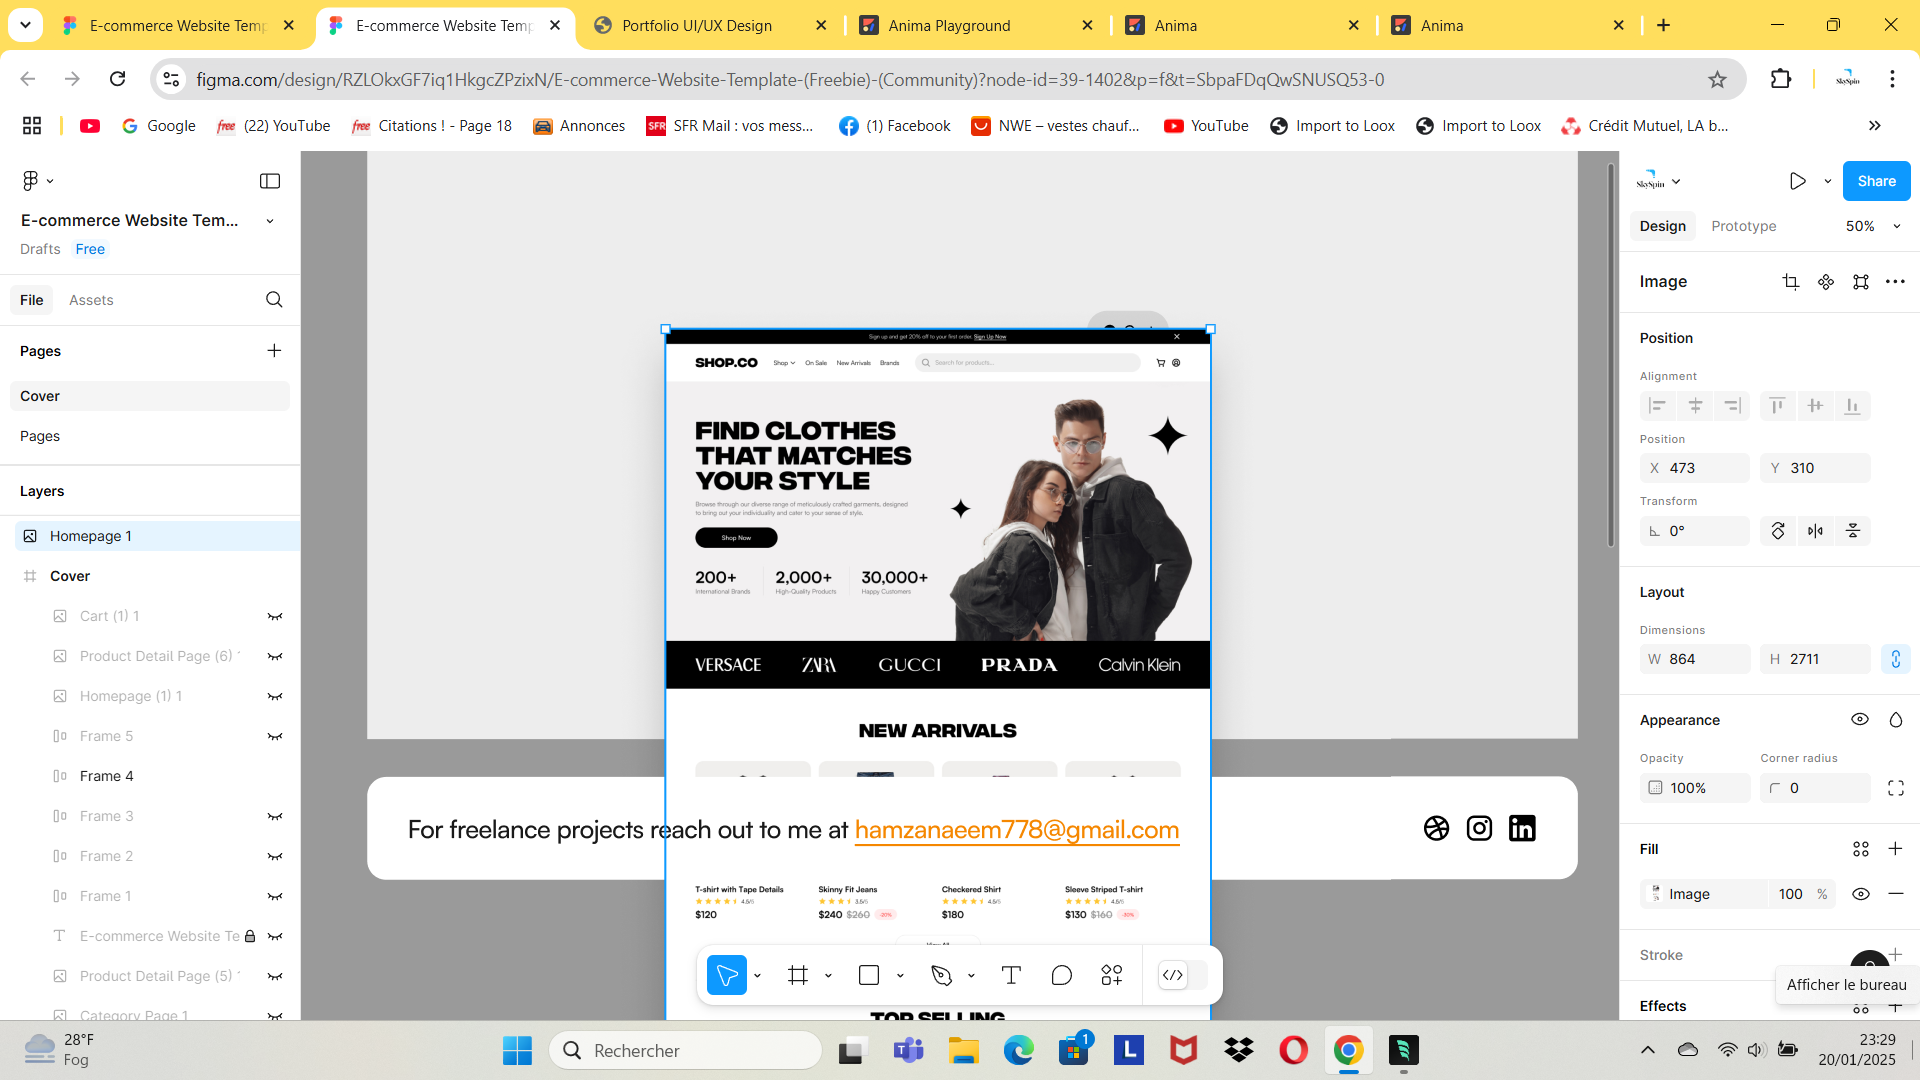 E-commerce Website Temp
E-commerce Website Temp
Portfolio UI/UX Design
Anima Playground
Anima
Anima
figma.com/design/RZLOkxGF7iq1HkgcZPzixN/E-commerce-Website-Template-(Freebie)-(Community)?node-id=39-1402&p=f&t=SbpaFDqQwSNUSQ53-0
SkySpin
Google
(22) YouTube
Citations ! - Page 18
Annonces
SFR Mail : vos mess...
(1) Facebook
NWE – vestes chauf...
YouTube
Import to Loox
Import to Loox
Crédit Mutuel, LA b...
E-commerce Website Tem...
Drafts Free
File Assets
Pages
Cover
Pages
Layers
Homepage 1
Cover
Cart (1) 1
Product Detail Page (6)
Homepage (1) 1
Frame 5
Frame 4
Frame 3
Frame 2
Frame 1
E-commerce Website Te
Product Detail Page (5)
Category Page 1
Sign up and get 20% off to your first order. Sign Up Now
SHOP.CO Shop On Sale New Arrivals Brands Search for products...
FIND CLOTHES
THAT MATCHES
YOUR STYLE
Browse through our diverse range of meticulously crafted garments, designed
to bring out your individuality and cater to your sense of style.
Shop Now
200+ 2,000+ 30,000+
International Brands High-Quality Products Happy Customers
VERSACE ZARA GUCCI PRADA Calvin Klein
NEW ARRIVALS
For freelance projects reach out to me at hamzanaeem778@gmail.com
T-shirt with Tape Details Skinny Fit Jeans Checkered Shirt Sleeve Striped T-shirt
4.5/5 3.5/5 4.5/5 4.5/5
$120 $240 $260 -20% $180 $130 $160 -30%
View All
TOP SELLING
SkySpin
Share
Design Prototype 50%
Image
Position
Alignment
Position
X 473 Y 310
Transform
0°
Layout
Dimensions
W 864 H 2711
Appearance
Opacity Corner radius
100% 0
Fill
Image 100 %
Stroke
Afficher le bureau
Effects
28°F
Fog
Rechercher
1
23:29
20/01/2025